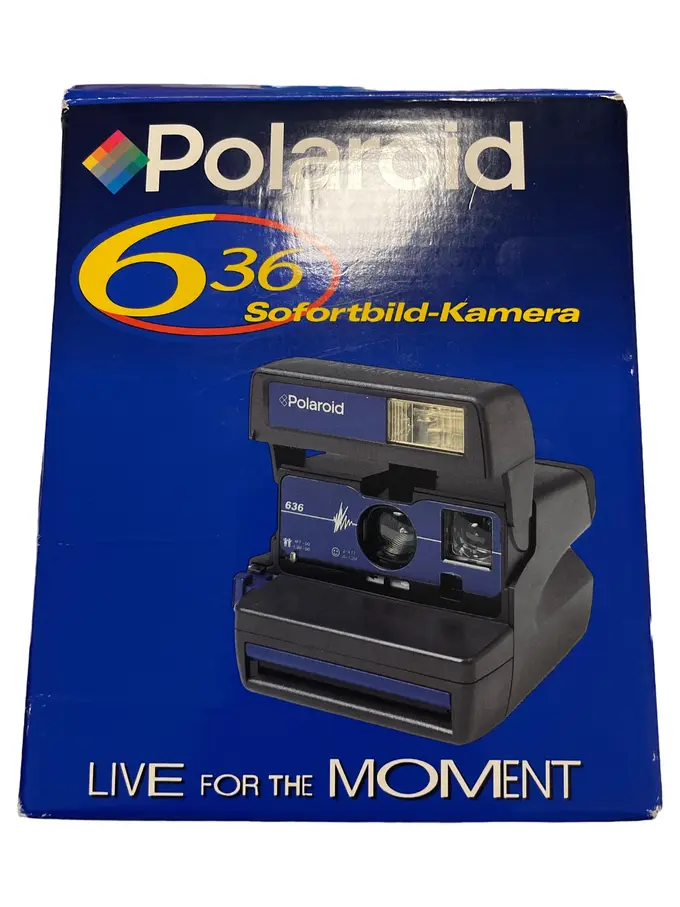 Polaroid
636
Sofortbild-Kamera
Polaroid
636
LIVE FOR THE MOMENT